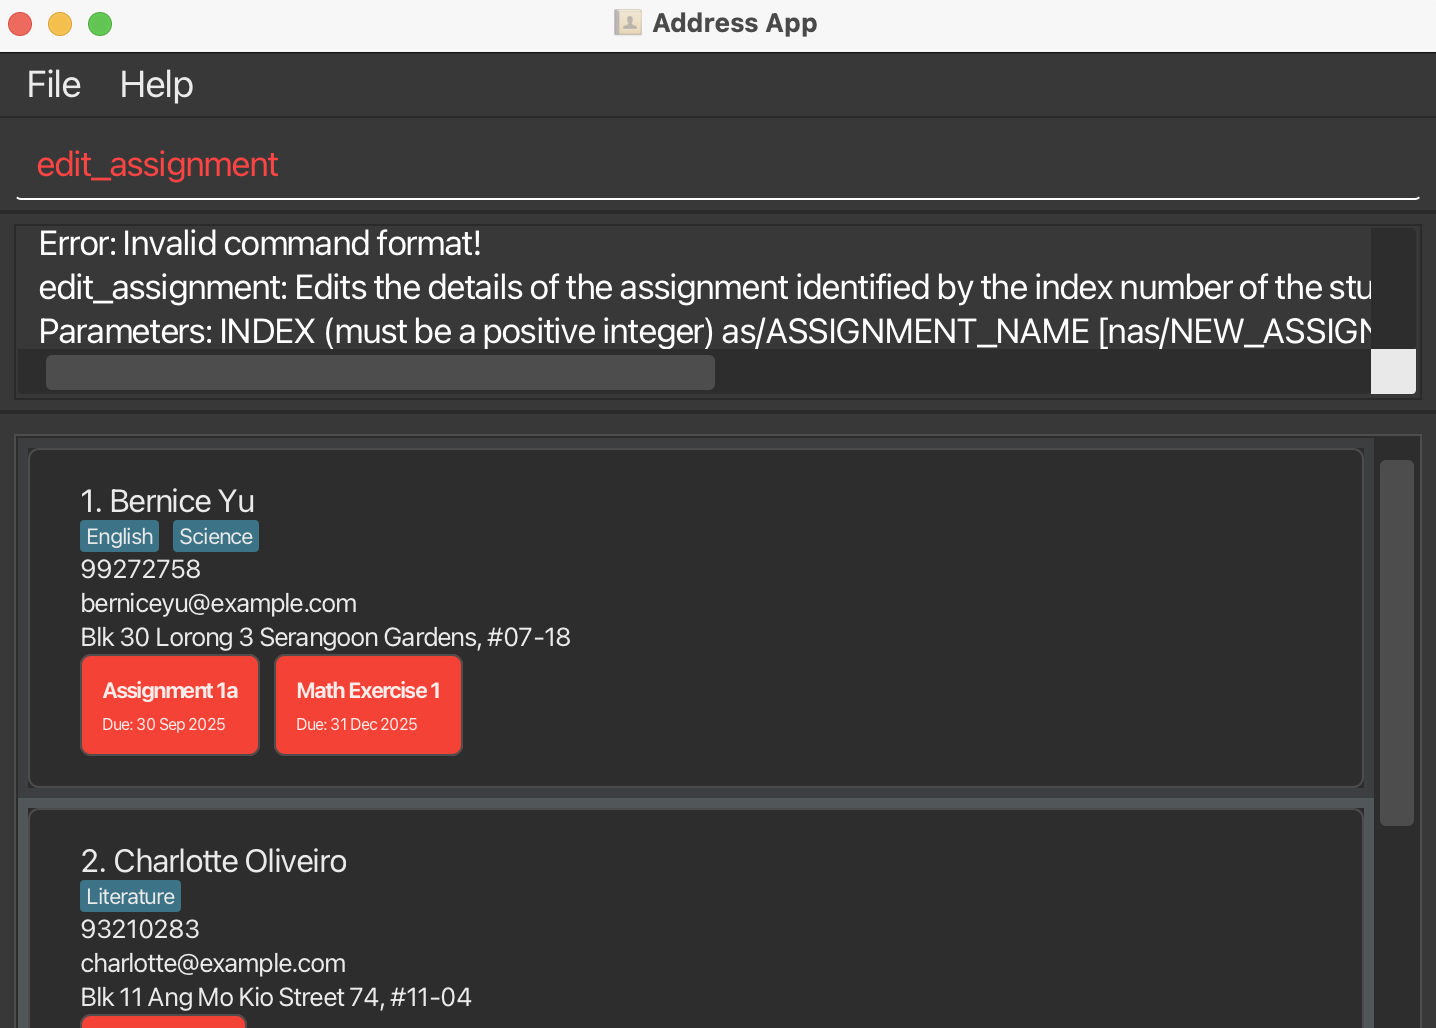 Address App
File Help
edit_assignment
Error: Invalid command format!
edit_assignment: Edits the details of the assignment identified by the index number of the stu
Parameters: INDEX (must be a positive integer) as/ASSIGNMENT_NAME [nas/NEW_ASSIGN
1. Bernice Yu
English Science
99272758
berniceyu@example.com
Blk 30 Lorong 3 Serangoon Gardens, #07-18
Assignment 1a Math Exercise 1
Due: 30 Sep 2025 Due: 31 Dec 2025
2. Charlotte Oliveiro
Literature
93210283
charlotte@example.com
Blk 11 Ang Mo Kio Street 74, #11-04